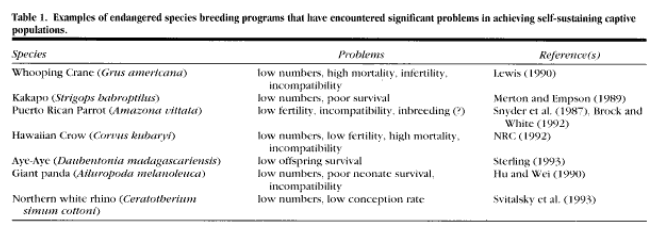 Table 1. Examples of endangered species breeding programs that have encountered significant problems in achieving self-sustaining captive
populations.
Species Problems Reference(s)
Whooping Crane (Grus americana) low numbers, high mortality, infertility, Lewis (1990)
incompatibility
Kakapo (Strigops habroptilus) low numbers, poor survival Merton and Empson (1989)
Puerto Rican Parrot (Amazona vittata) low fertility, incompatibility, inbreeding (?) Snyder et al. (1987), Brock and
White (1992)
Hawaiian Crow (Corvus kubaryi) low numbers, low fertility, high mortality, NRC (1992)
incompatibility
Aye-Aye (Daubentonia madagascariensis) low offspring survival Sterling (1993)
Giant panda (Ailuropoda melanoleuca) low numbers, poor neonate survival, Hu and Wei (1990)
incompatibility
Northern white rhino (Ceratotherium low numbers, low conception rate Svitalsky et al. (1993)
simum cottoni)